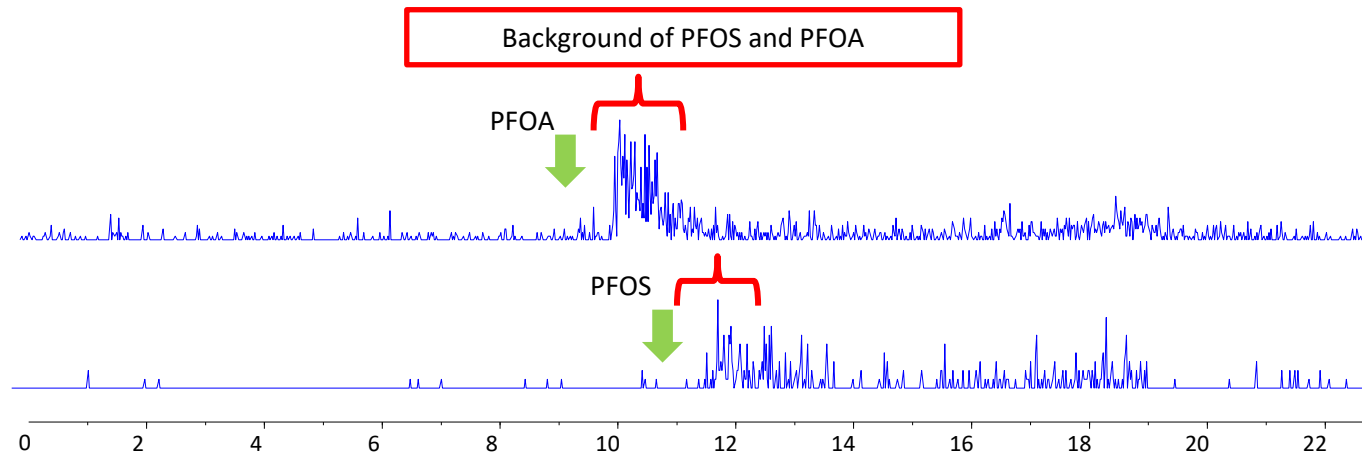 Background of PFOS and PFOA
PFOA
PFOS
0 2 4 6 8 10 12 14 16 18 20 22